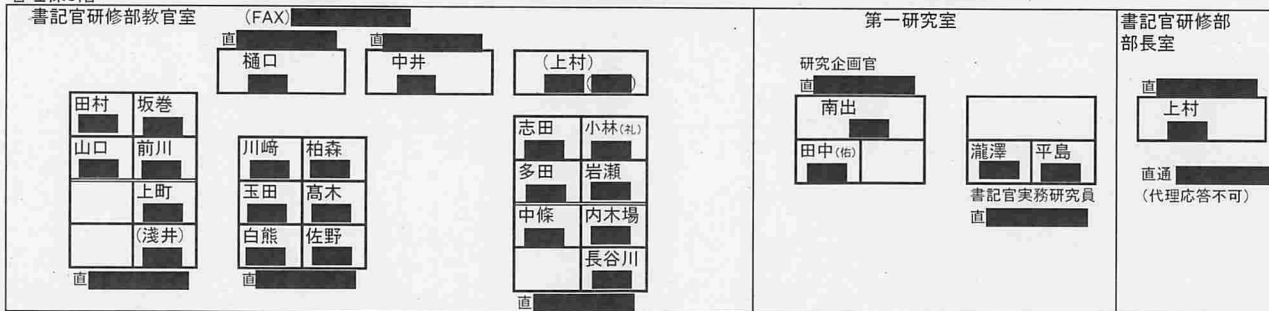 書記官研修部教官室
(FAX)
直
直
樋口
中井
(上村)
( )
田村 坂巻
山口 前川
上町
(淺井)
直
川﨑 柏森
玉田 髙木
白熊 佐野
直
志田 小林(礼)
多田 岩瀬
中條 内木場
長谷川
直
第一研究室
研究企画官
直
南出
田中(佑)
瀧澤 平島
書記官実務研究員
直
書記官研修部
部長室
直
上村
直通
(代理応答不可)